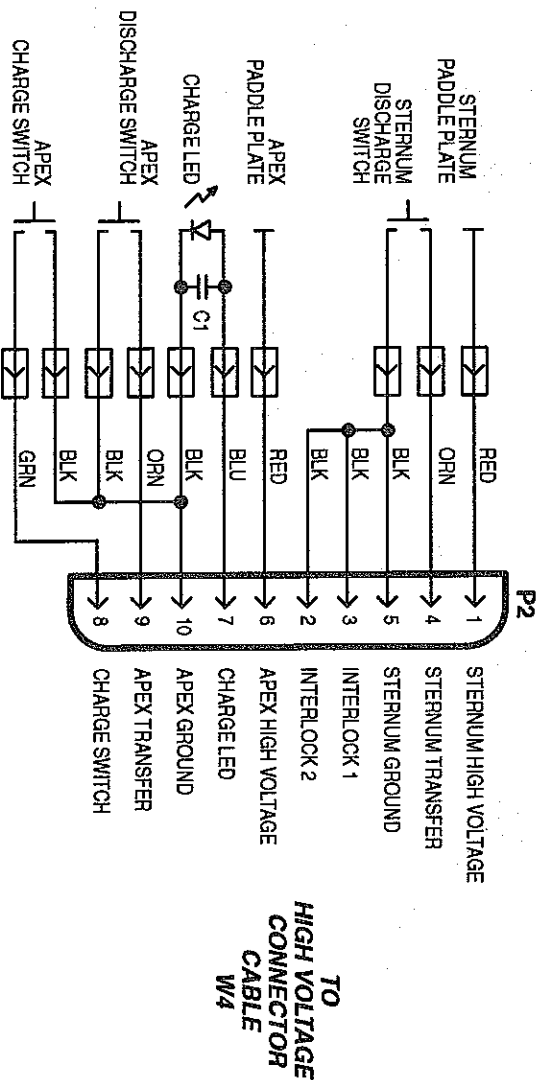 STERNUM
PADDLE PLATE
STERNUM
DISCHARGE
SWITCH
APEX
PADDLE PLATE
CHARGE LED
APEX
DISCHARGE SWITCH
APEX
CHARGE SWITCH
C1
RED
ORN
BLK
BLK
BLK
RED
BLU
BLK
ORN
BLK
BLK
GRN
P2
1 STERNUM HIGH VOLTAGE
4 STERNUM TRANSFER
5 STERNUM GROUND
3 INTERLOCK 1
2 INTERLOCK 2
6 APEX HIGH VOLTAGE
7 CHARGE LED
10 APEX GROUND
9 APEX TRANSFER
8 CHARGE SWITCH
TO
HIGH VOLTAGE
CONNECTOR
CABLE
W4